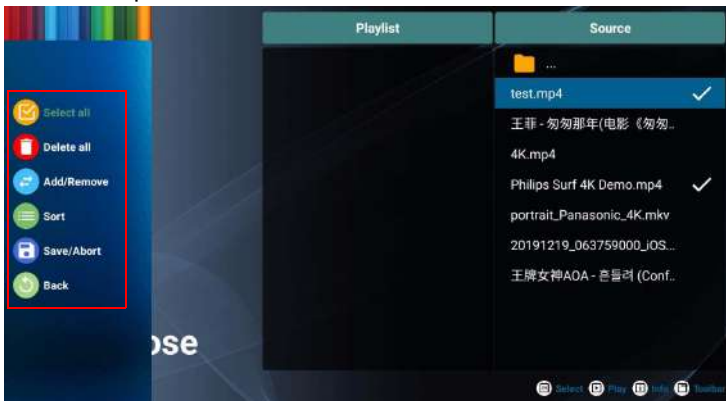 Select all
Delete all
Add/Remove
Sort
Save/Abort
Back
ose
Playlist
Source
...
test.mp4
王菲 - 匆匆那年(电影《匆匆..
4K.mp4
Philips Surf 4K Demo.mp4
portrait_Panasonic_4K.mkv
20191219_063759000_iOS...
王牌女神AOA - 흔들려 (Conf..
Select Play Info Toolbar